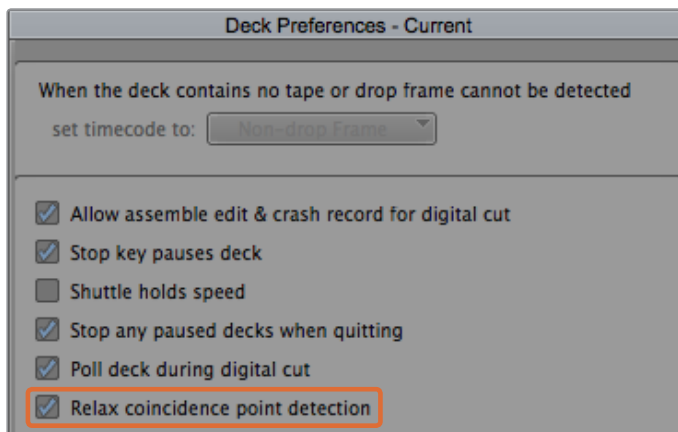 Deck Preferences - Current
When the deck contains no tape or drop frame cannot be detected
set timecode to: Non-drop Frame
Allow assemble edit & crash record for digital cut
Stop key pauses deck
Shuttle holds speed
Stop any paused decks when quitting
Poll deck during digital cut
Relax coincidence point detection